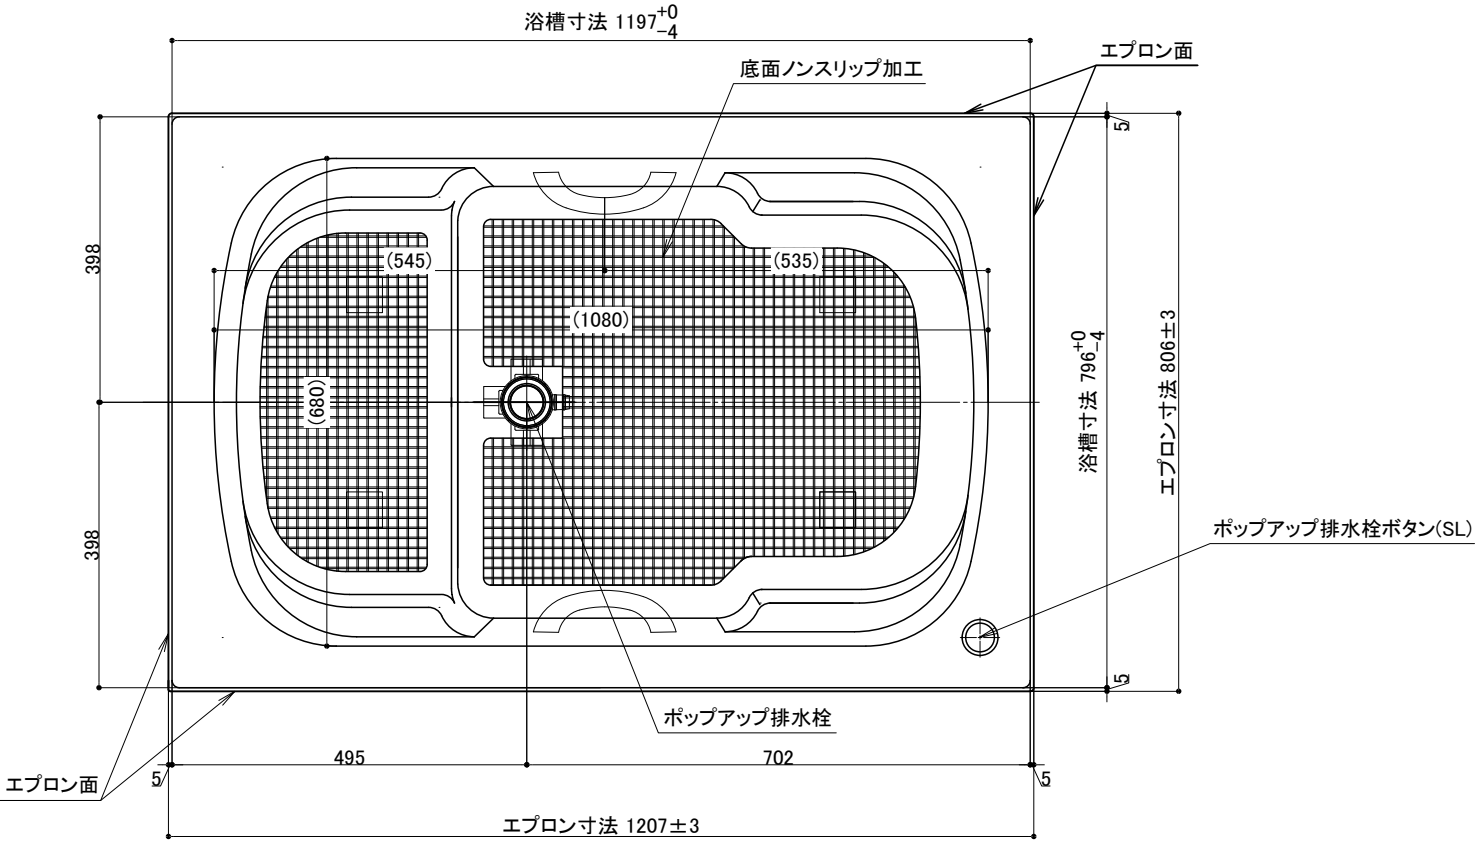 浴槽寸法 1197+0-4
エプロン面
底面ノンスリップ加工
5
398
(545)
(535)
(1080)
(680)
浴槽寸法 796+0-4
エプロン寸法 806±3
398
ポップアップ排水栓ボタン(SL)
5
ポップアップ排水栓
495
702
エプロン面
5
5
エプロン寸法 1207±3